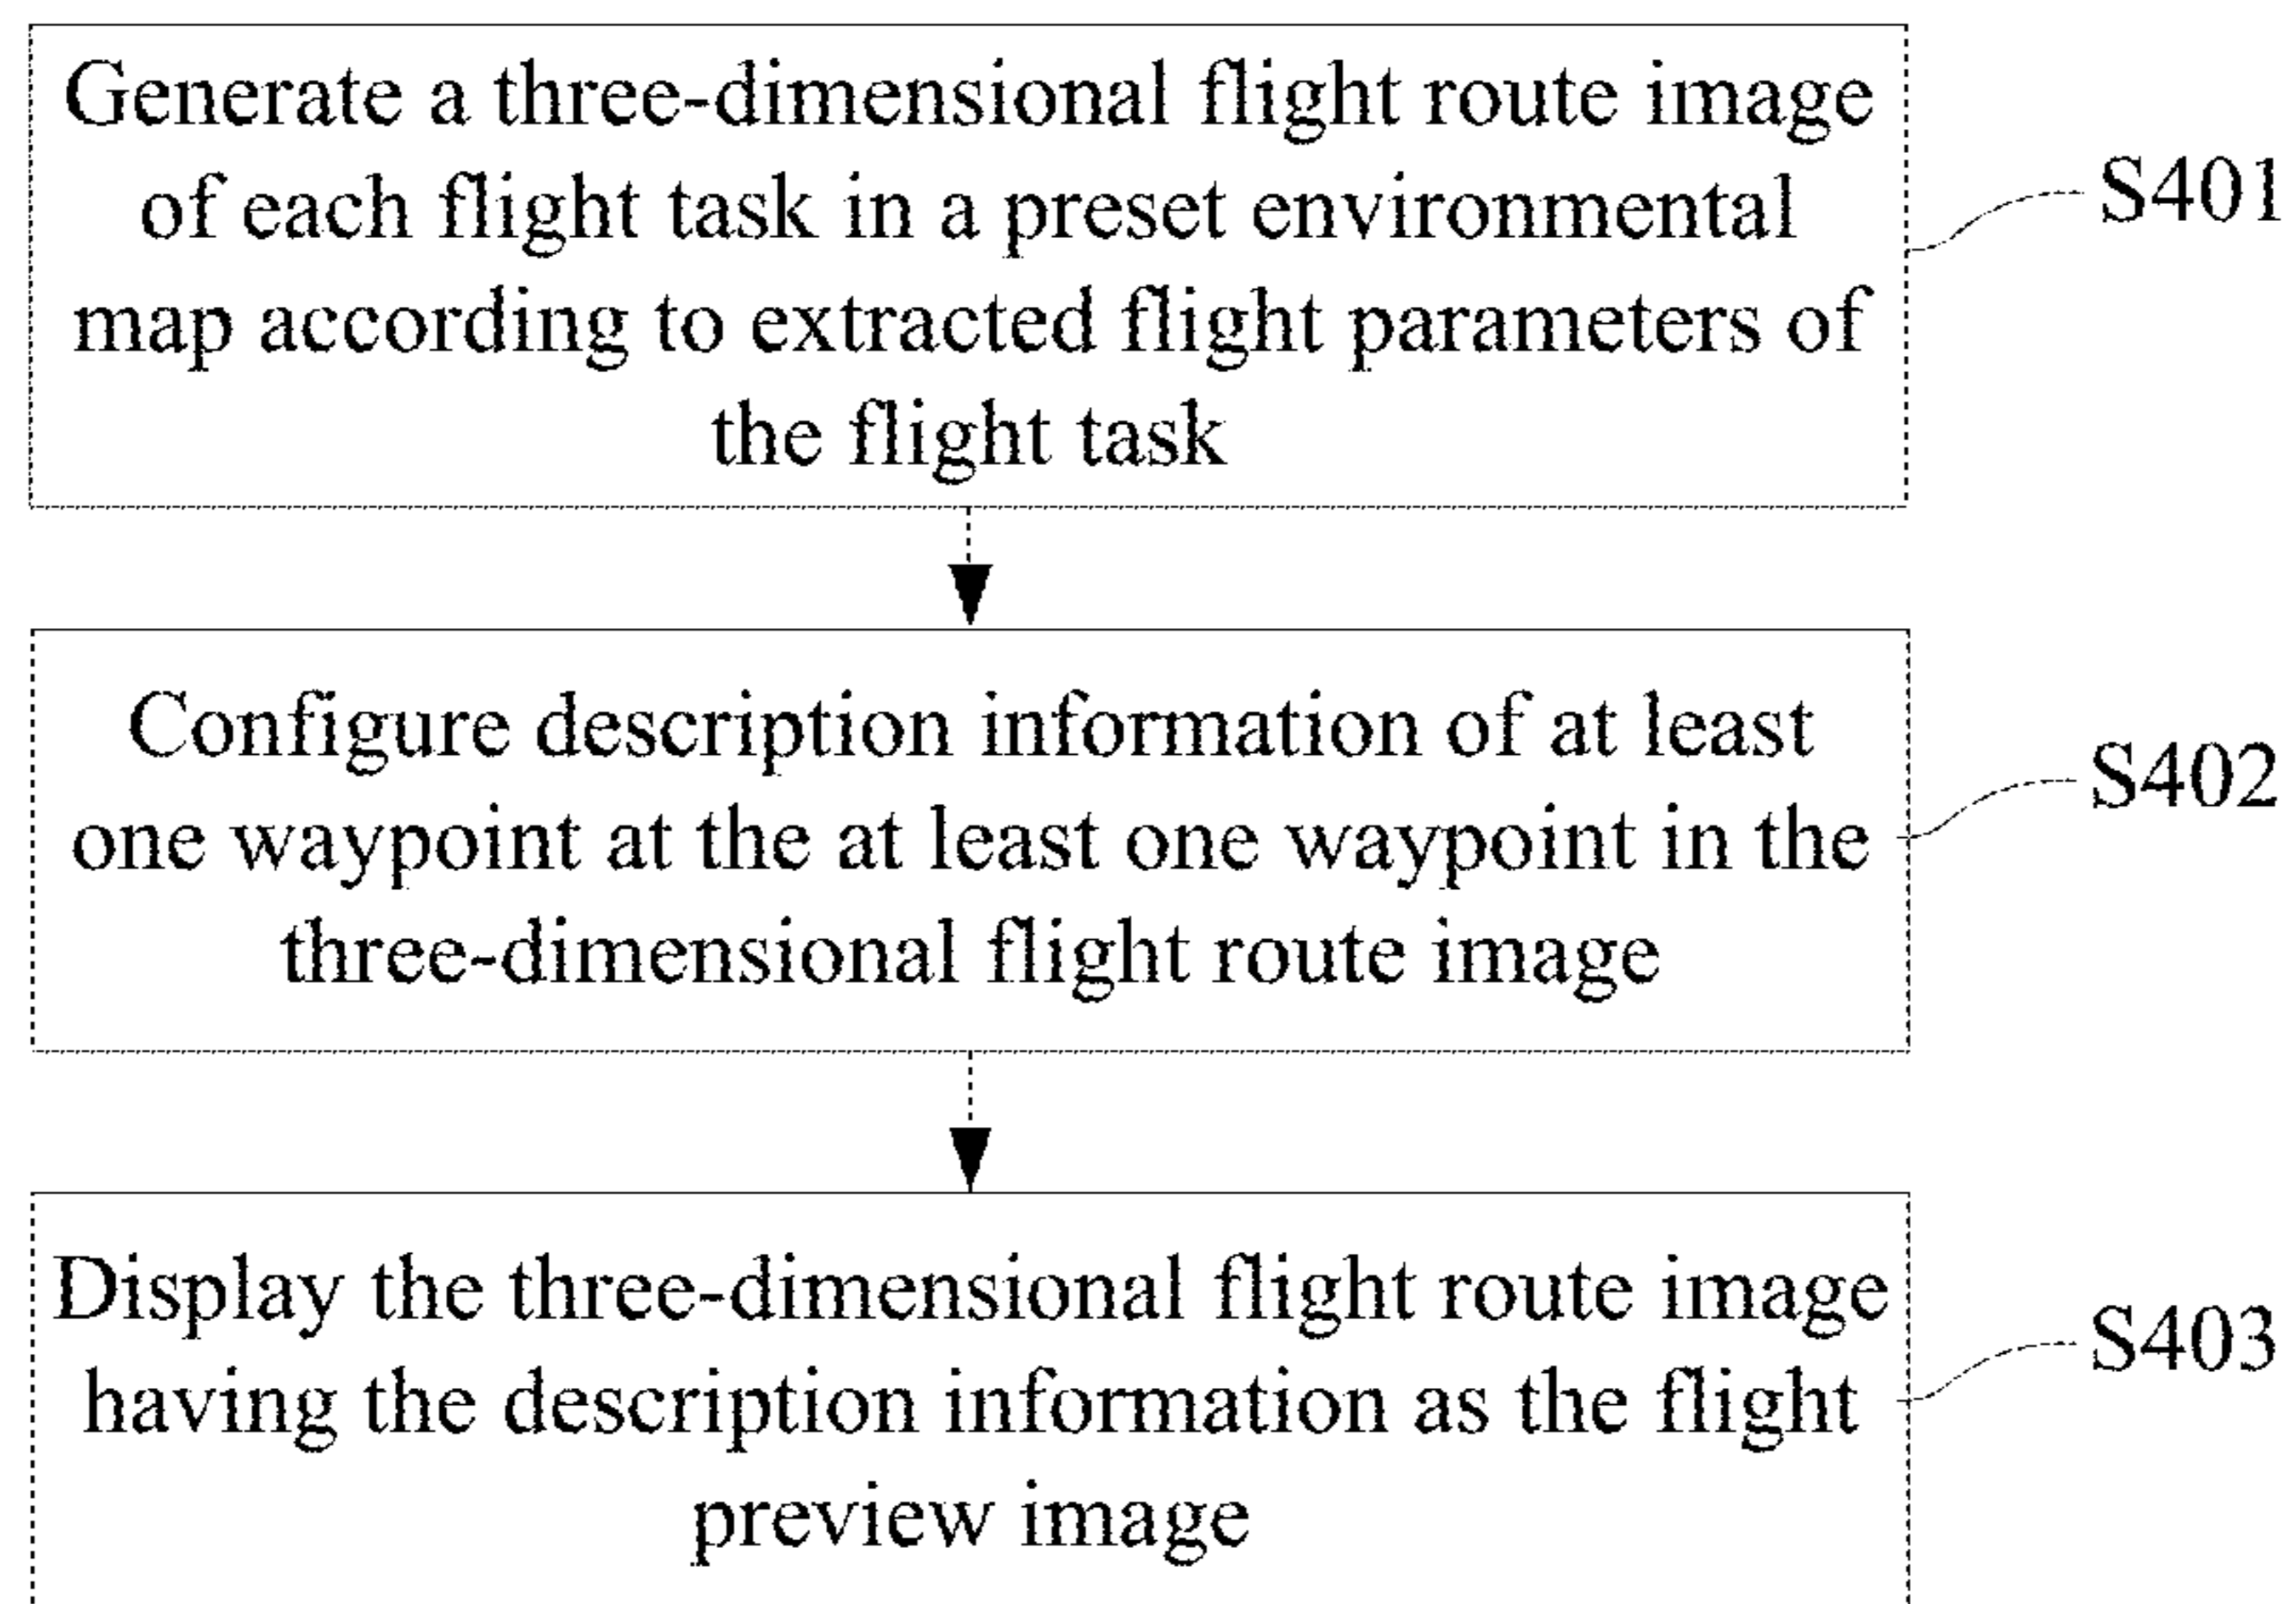 Generate a three-dimensional flight route image
of each flight task in a preset environmental
map according to extracted flight parameters of
the flight task
S401
Configure description information of at least
one waypoint at the at least one waypoint in the
three-dimensional flight route image
S402
Display the three-dimensional flight route image
having the description information as the flight
preview image
S403